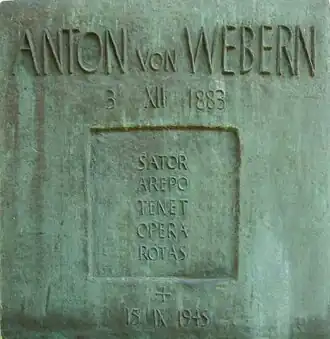 ANTON VON WEBERN
3 XII 1883
SATOR
AREPO
TENET
OPERA
ROTAS
+
15 IX 1945